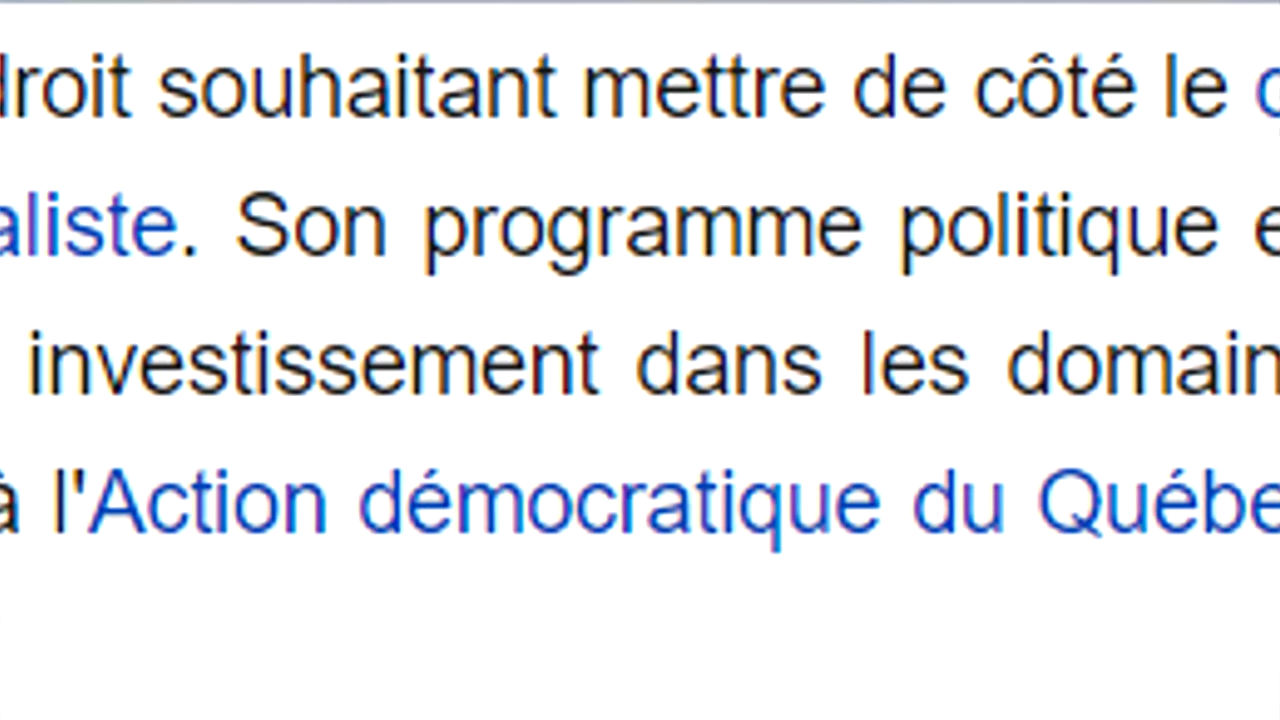 droit souhaitant mettre de côté le
aliste. Son programme politique
investissement dans les domain
à l'Action démocratique du Québe